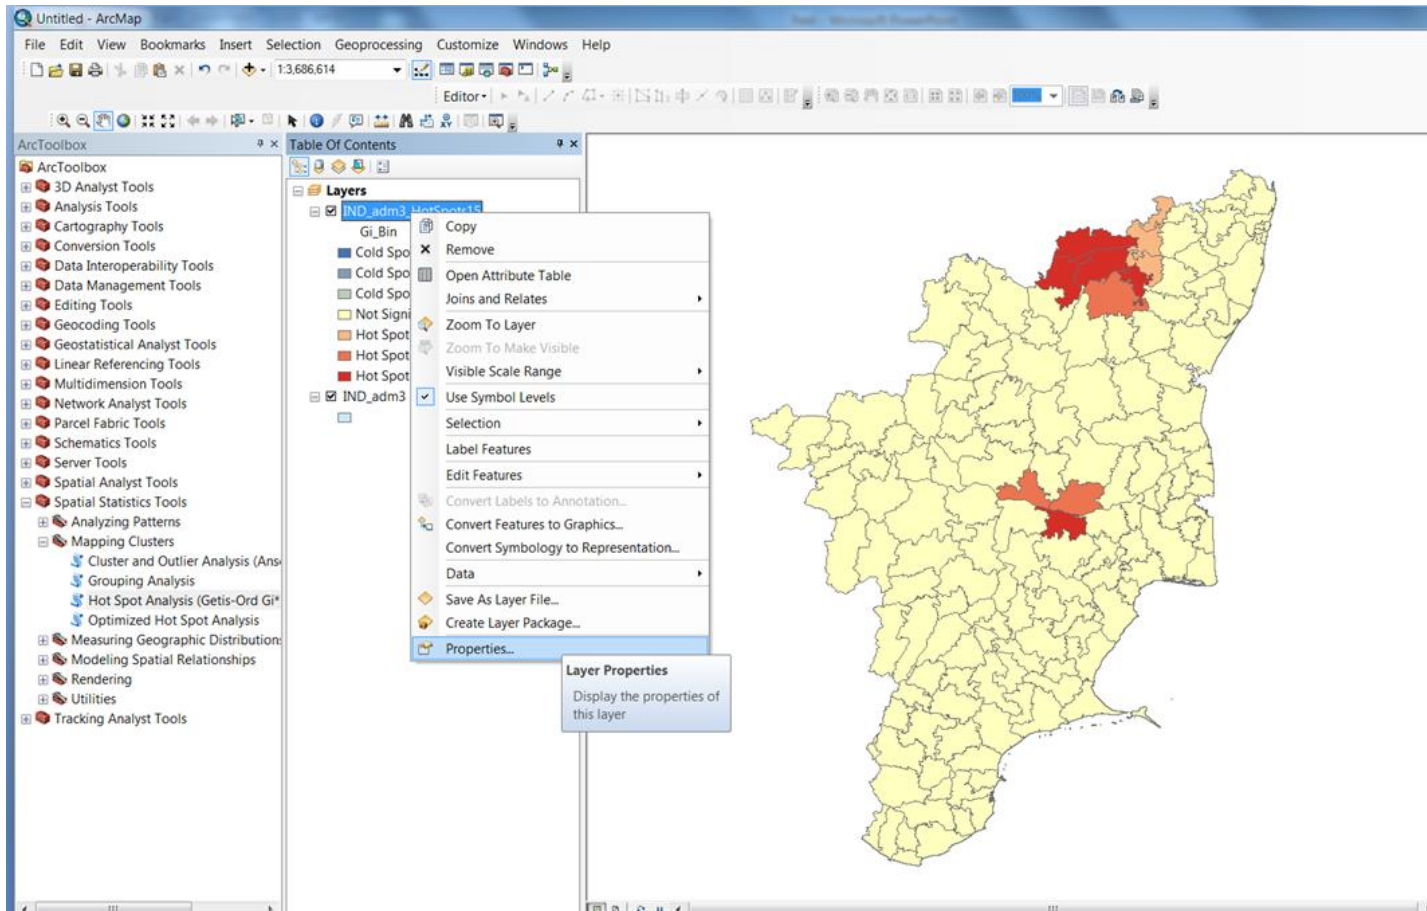 Untitled - ArcMap
File Edit View Bookmarks Insert Selection Geoprocessing Customize Windows Help
1:3,686,614
Editor
ArcToolbox
ArcToolbox
3D Analyst Tools
Analysis Tools
Cartography Tools
Conversion Tools
Data Interoperability Tools
Data Management Tools
Editing Tools
Geocoding Tools
Geostatistical Analyst Tools
Linear Referencing Tools
Multidimension Tools
Network Analyst Tools
Parcel Fabric Tools
Schematics Tools
Server Tools
Spatial Analyst Tools
Spatial Statistics Tools
Analyzing Patterns
Mapping Clusters
Cluster and Outlier Analysis (Ans
Grouping Analysis
Hot Spot Analysis (Getis-Ord Gi*
Optimized Hot Spot Analysis
Measuring Geographic Distribution
Modeling Spatial Relationships
Rendering
Utilities
Tracking Analyst Tools
Table Of Contents
Layers
IND_adm3_HotSpots1S
Gi_Bin
Cold Spo
Cold Spo
Cold Spo
Not Signi
Hot Spot
Hot Spot
Hot Spot
IND_adm3
Copy
Remove
Open Attribute Table
Joins and Relates
Zoom To Layer
Zoom To Make Visible
Visible Scale Range
Use Symbol Levels
Selection
Label Features
Edit Features
Convert Labels to Annotation...
Convert Features to Graphics...
Convert Symbology to Representation...
Data
Save As Layer File...
Create Layer Package...
Properties...
Layer Properties
Display the properties of
this layer